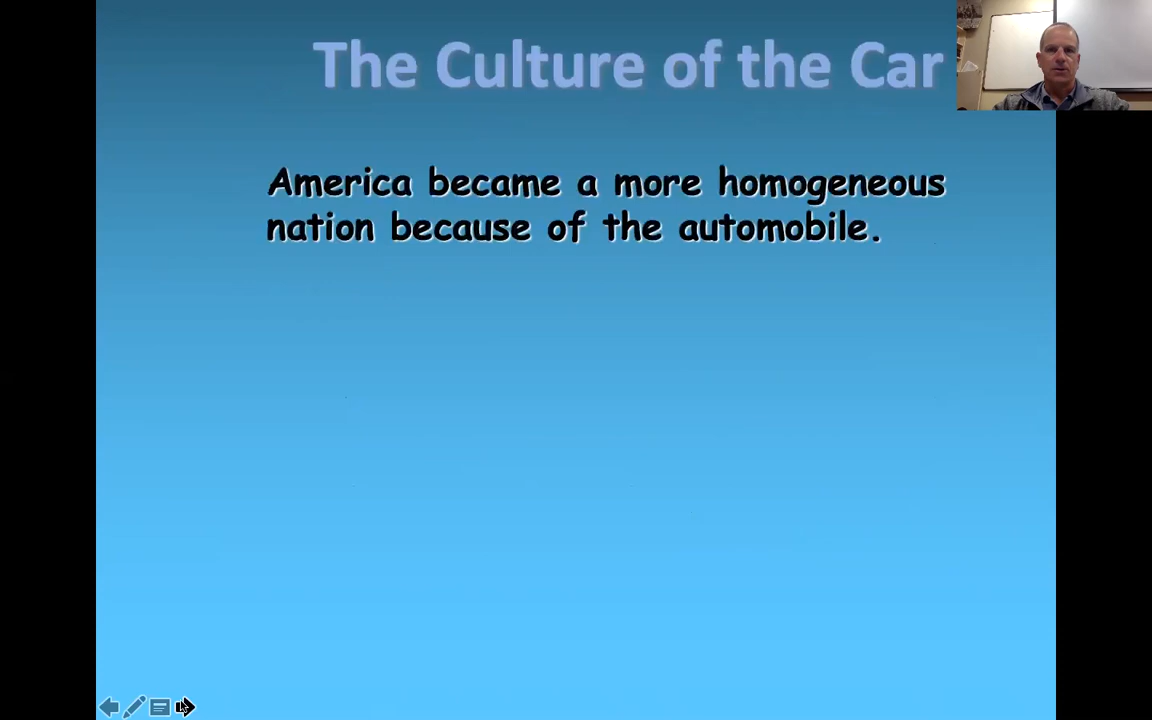 The Culture of the Car
America became a more homogeneous
nation because of the automobile.